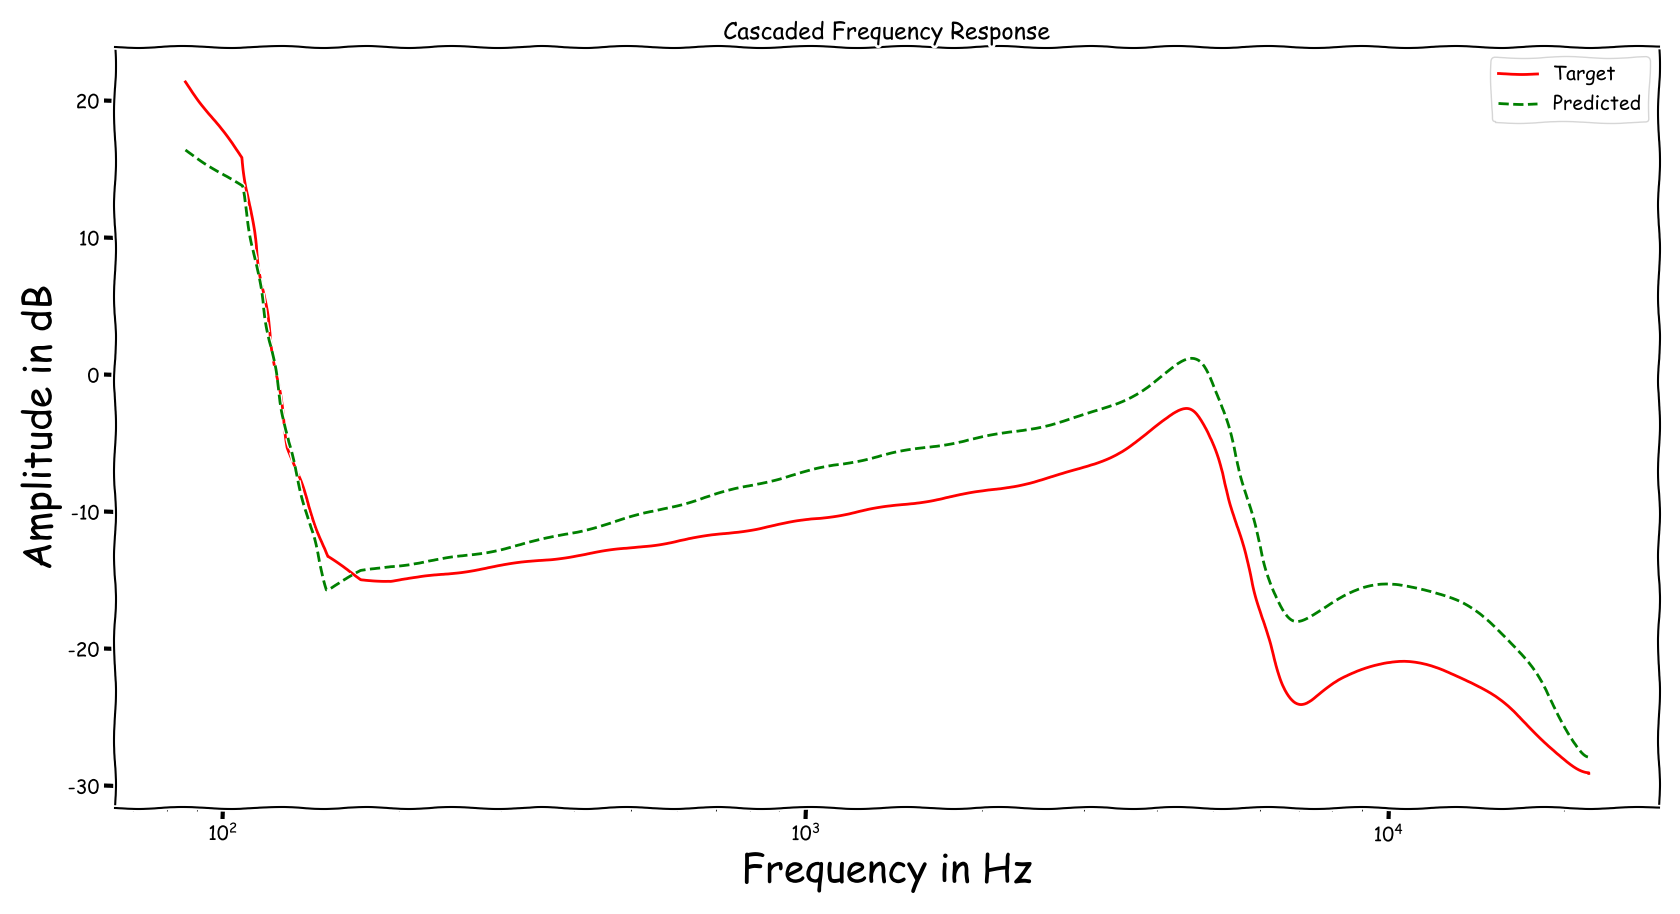 Cascaded Frequency Response
Target
Predicted
20
10
0
-10
-20
-30
Amplitude in dB
10²
10³
10⁴
Frequency in Hz